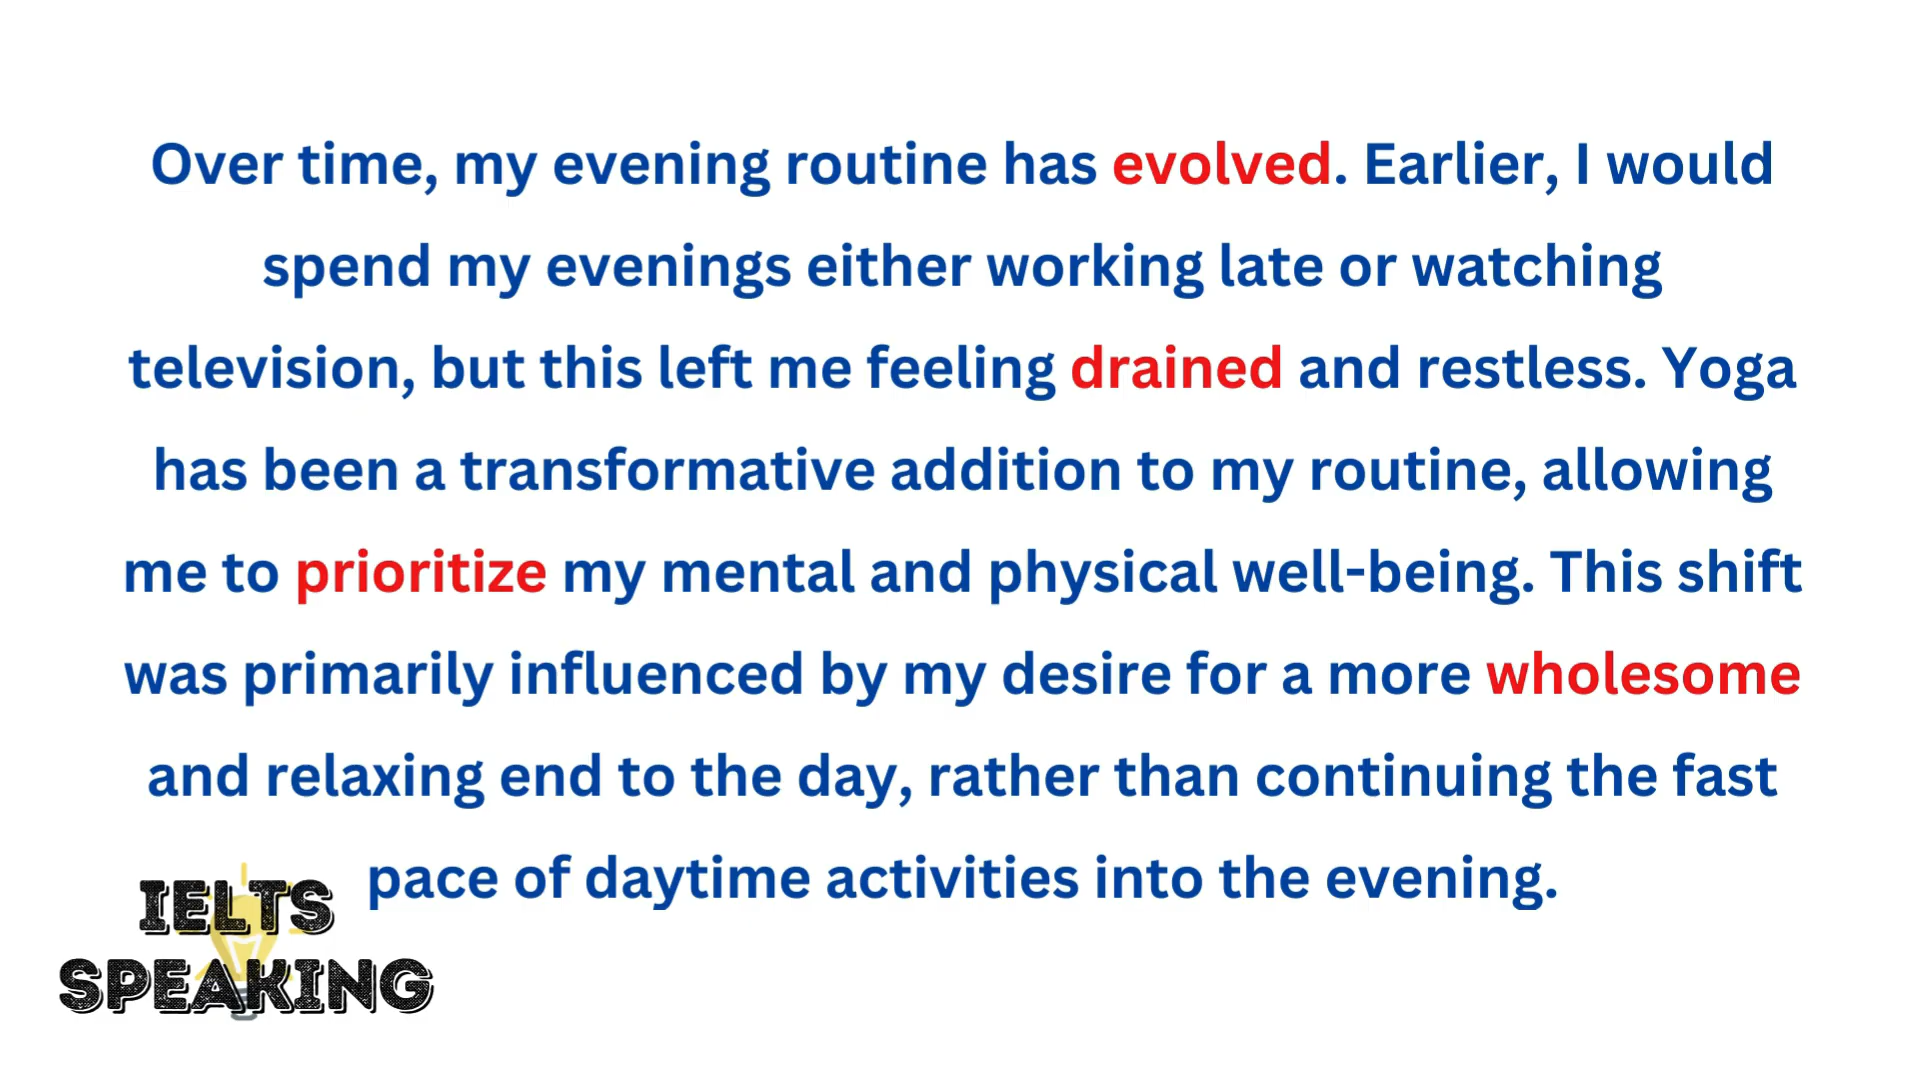 Over time, my evening routine has evolved. Earlier, I would
spend my evenings either working late or watching
television, but this left me feeling drained and restless. Yoga
has been a transformative addition to my routine, allowing
me to prioritize my mental and physical well-being. This shift
was primarily influenced by my desire for a more wholesome
and relaxing end to the day, rather than continuing the fast
pace of daytime activities into the evening.
IELTS
SPEAKING